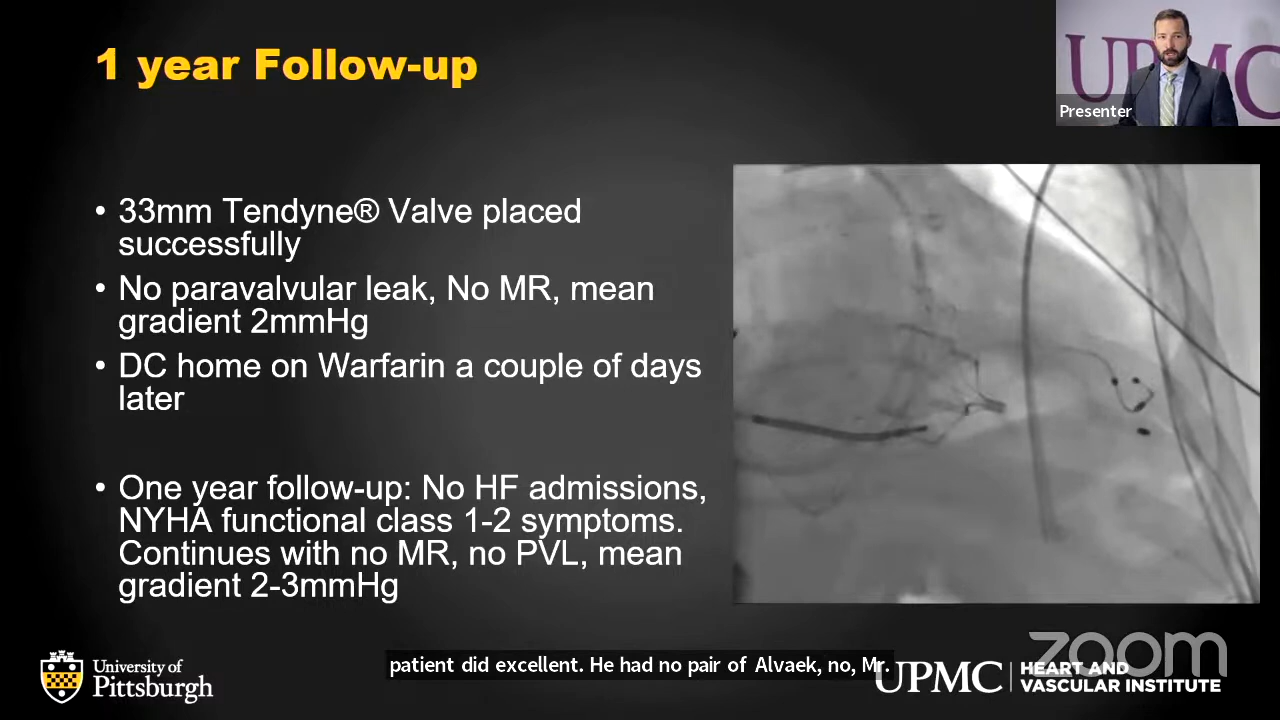 1 year Follow-up
UPMC
Presenter
• 33mm Tendyne® Valve placed
successfully
• No paravalvular leak, No MR, mean
gradient 2mmHg
• DC home on Warfarin a couple of days
later
• One year follow-up: No HF admissions,
NYHA functional class 1-2 symptoms.
Continues with no MR, no PVL, mean
gradient 2-3mmHg
zoom
University of
Pittsburgh
patient did excellent. He had no pair of Alvaek, no, Mr.
UPMC
HEART AND
VASCULAR INSTITUTE